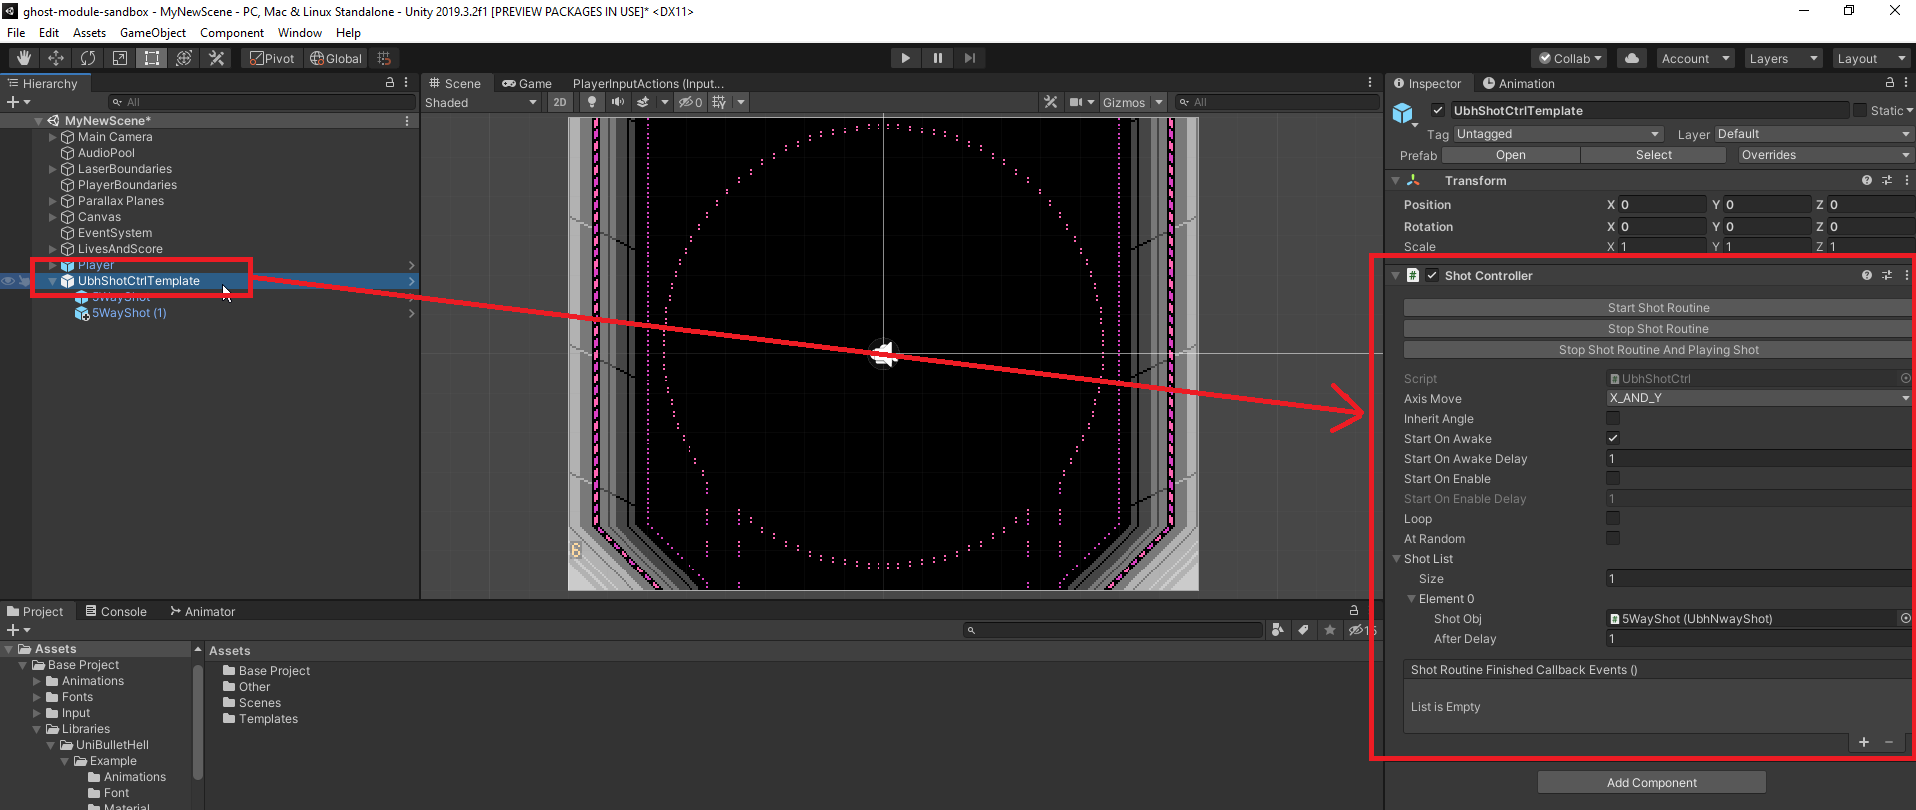 ghost-module-sandbox - MyNewScene - PC, Mac & Linux Standalone - Unity 2019.3.2f1 [PREVIEW PACKAGES IN USE]* <DX11>
File Edit Assets GameObject Component Window Help
Pivot Global Collab Account Layers Layout
Hierarchy
All
MyNewScene*
Main Camera
AudioPool
LaserBoundaries
PlayerBoundaries
Parallax Planes
Canvas
EventSystem
LivesAndScore
Player
UbhShotCtrlTemplate
5WayShot
5WayShot (1)
Scene Game PlayerInputActions (Input...
Shaded 2D 0 Gizmos All
6
Inspector Animation
UbhShotCtrlTemplate Static
Tag Untagged Layer Default
Prefab Open Select Overrides
Transform
Position X 0 Y 0 Z 0
Rotation X 0 Y 0 Z 0
Scale X 1 Y 1 Z 1
# Shot Controller
Start Shot Routine
Stop Shot Routine
Stop Shot Routine And Playing Shot
Script UbhShotCtrl
Axis Move X_AND_Y
Inherit Angle
Start On Awake
Start On Awake Delay 1
Start On Enable
Start On Enable Delay 1
Loop
At Random
Shot List
Size 1
Element 0
Shot Obj 5WayShot (UbhNwayShot)
After Delay 1
Shot Routine Finished Callback Events ()
List is Empty
Add Component
Project Console Animator
15
Assets
Base Project
Animations
Fonts
Input
Libraries
UniBulletHell
Example
Animations
Font
Material
Assets
Base Project
Other
Scenes
Templates